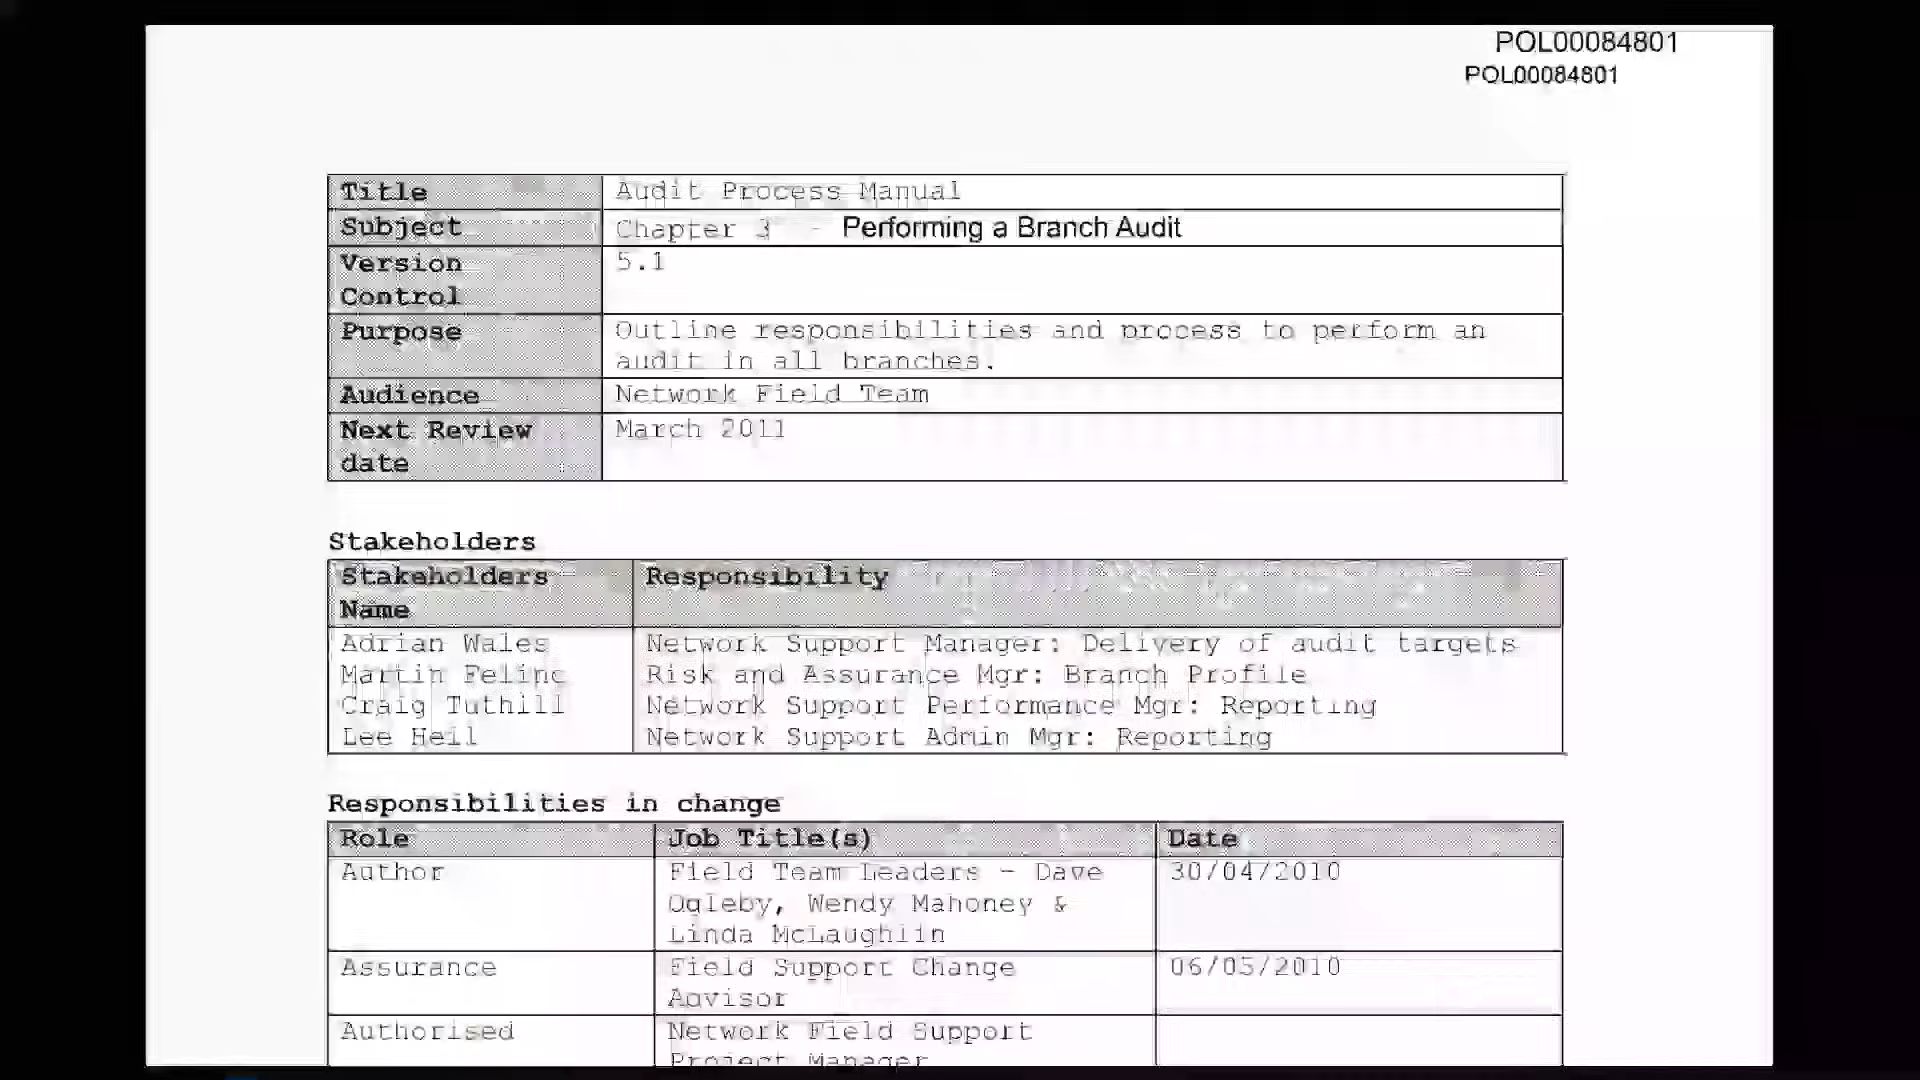 POL00084801
POL00084801
Title Audit Process Manual
Subject Chapter 3 - Performing a Branch Audit
Version 5.1
Control
Purpose Outline responsibilities and process to perform an
audit in all branches.
Audience Network Field Team
Next Review March 2011
date
Stakeholders
Stakeholders Responsibility
Name
Adrian Wales Network Support Manager: Delivery of audit targets
Martin Risk and Assurance Mgr: Branch Profile
Craig Tuthill Network Support Performance Mgr: Reporting
Lee Heil Network Support Admin Mgr: Reporting
Responsibilities in change
Role Job Title(s) Date
Author Field Team Leaders – Dave 30/04/2010
Ogleby, Wendy Mahoney &
Linda McLaughlin
Assurance Field Support Change 06/05/2010
Advisor
Authorised Network Field Support
Project Manager